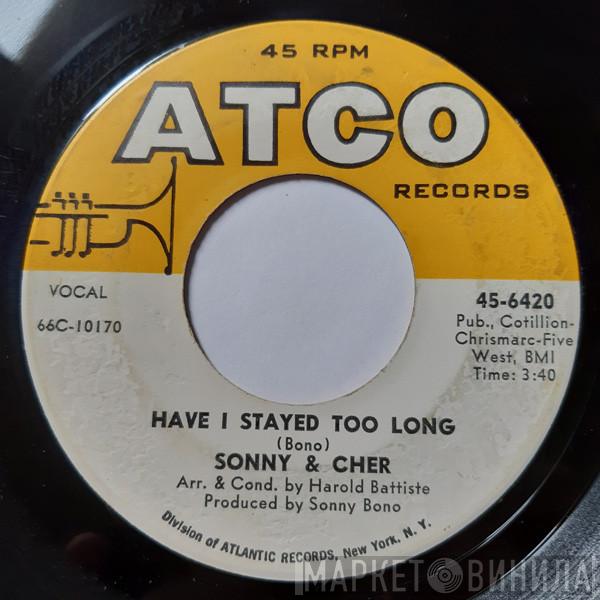 45 RPM
ATCO
RECORDS
VOCAL
66C-10170
45-6420
Pub., Cotillion-
Chrismarc-Five
West, BMI
Time: 3:40
HAVE I STAYED TOO LONG
(Bono)
SONNY & CHER
Arr. & Cond. by Harold Battiste
Produced by Sonny Bono
Division of ATLANTIC RECORDS, New York, N. Y.
МАРКЕТ ВИНИЛА